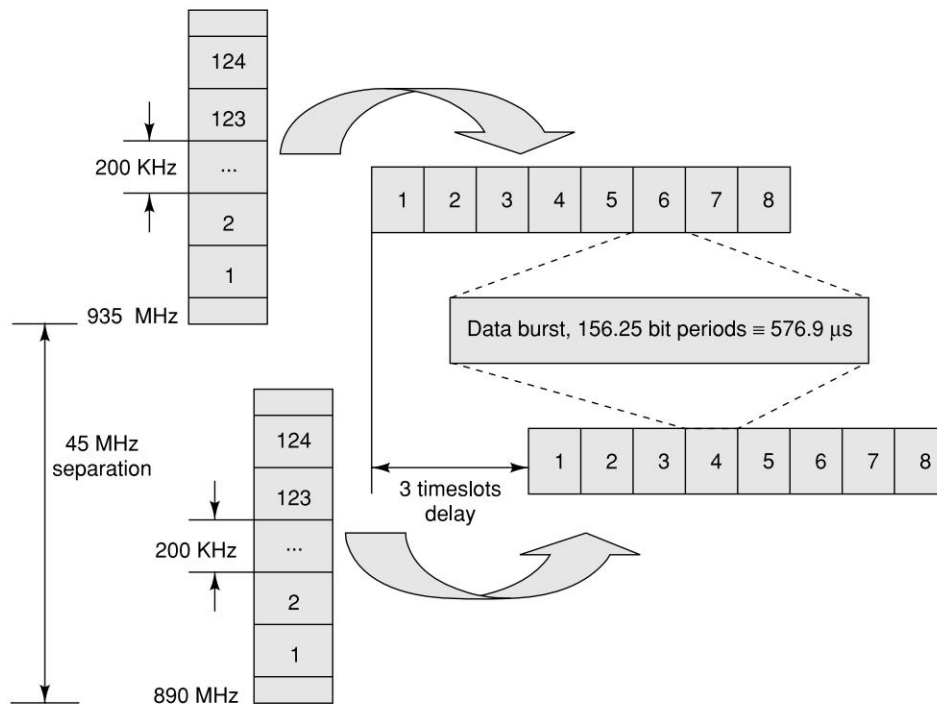 124
123
200 KHz
...
2
1
935 MHz
1 2 3 4 5 6 7 8
Data burst, 156.25 bit periods ≡ 576.9 μs
45 MHz
separation
124
123
200 KHz
...
2
1
890 MHz
1 2 3 4 5 6 7 8
3 timeslots
delay